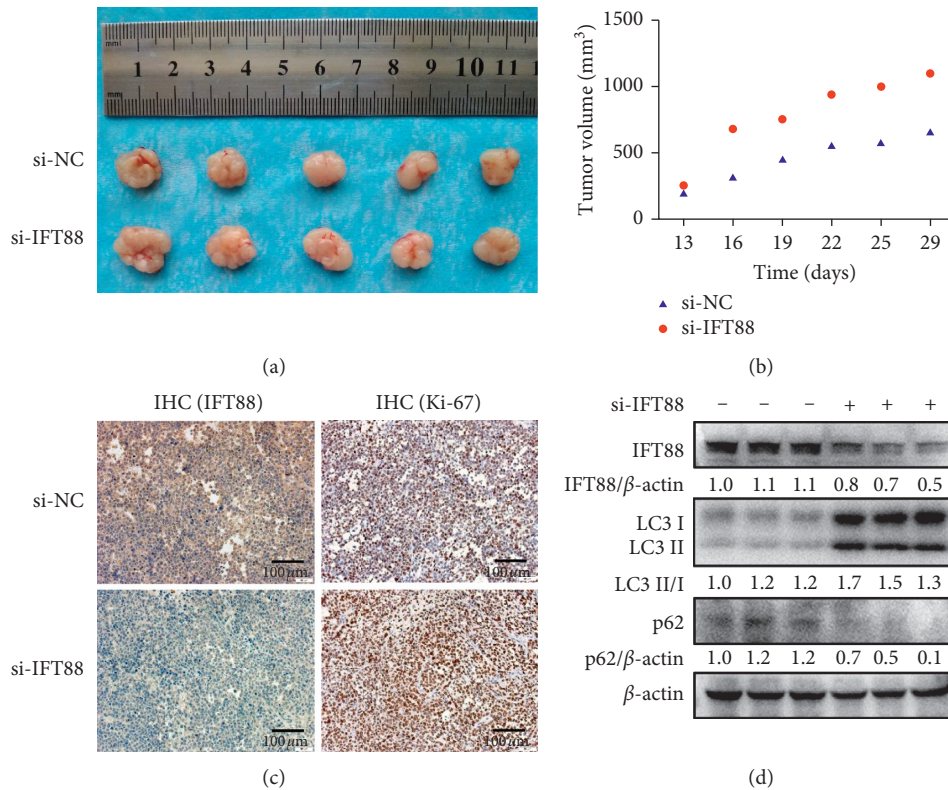 mm
1 2 3 4 5 6 7 8 9 10 11 1
mm
si-NC
si-IFT88
(a)
Tumor volume (mm³)
1500
1000
500
0
13 16 19 22 25 29
Time (days)
si-NC
si-IFT88
(b)
IHC (IFT88) IHC (Ki-67)
si-NC
100 µm 100 µm
si-IFT88
100 µm 100 µm
(c)
si-IFT88 − − − + + +
IFT88
IFT88/β-actin 1.0 1.1 1.1 0.8 0.7 0.5
LC3 I
LC3 II
LC3 II/I 1.0 1.2 1.2 1.7 1.5 1.3
p62
p62/β-actin 1.0 1.2 1.2 0.7 0.5 0.1
β-actin
(d)